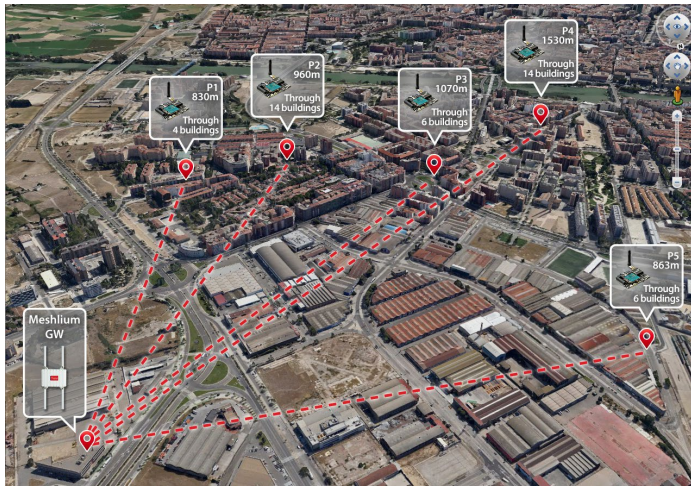 P1
830m
Through
4 buildings
P2
960m
Through
14 buildings
P3
1070m
Through
6 buildings
P4
1530m
Through
14 buildings
P5
863m
Through
6 buildings
Meshlium
GW
N